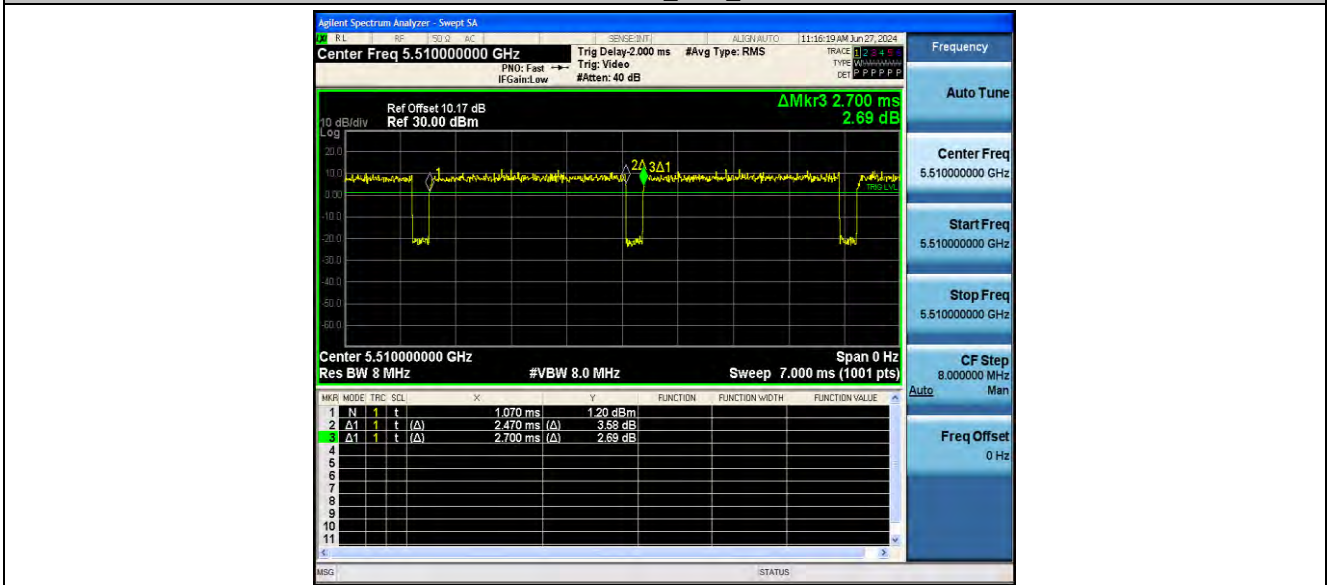 Agilent Spectrum Analyzer - Swept SA
RL RF 50 Ω AC SENSE:INT ALIGN AUTO 11:16:19 AM Jun 27, 2024
Center Freq 5.510000000 GHz
Trig Delay-2.000 ms #Avg Type: RMS
PNO: Fast Trig: Video
IFGain:Low #Atten: 40 dB
TRACE 1 2 3 4 5 6
TYPE
DET P P P P P P
Ref Offset 10.17 dB
10 dB/div Ref 30.00 dBm
Log
ΔMkr3 2.700 ms
2.69 dB
20.0
10.0
0.00
-10.0
-20.0
-30.0
-40.0
-50.0
-60.0
1
2Δ 3Δ1
TRIG LVL
Center 5.510000000 GHz Span 0 Hz
Res BW 8 MHz #VBW 8.0 MHz Sweep 7.000 ms (1001 pts)
MKR MODE TRC SCL X Y FUNCTION FUNCTION WIDTH FUNCTION VALUE
1 N 1 t 1.070 ms 1.20 dBm
2 Δ1 1 t (Δ) 2.470 ms (Δ) 3.58 dB
3 Δ1 1 t (Δ) 2.700 ms (Δ) 2.69 dB
4
5
6
7
8
9
10
11
MSG STATUS
Frequency
Auto Tune
Center Freq
5.510000000 GHz
Start Freq
5.510000000 GHz
Stop Freq
5.510000000 GHz
CF Step
8.000000 MHz
Auto Man
Freq Offset
0 Hz